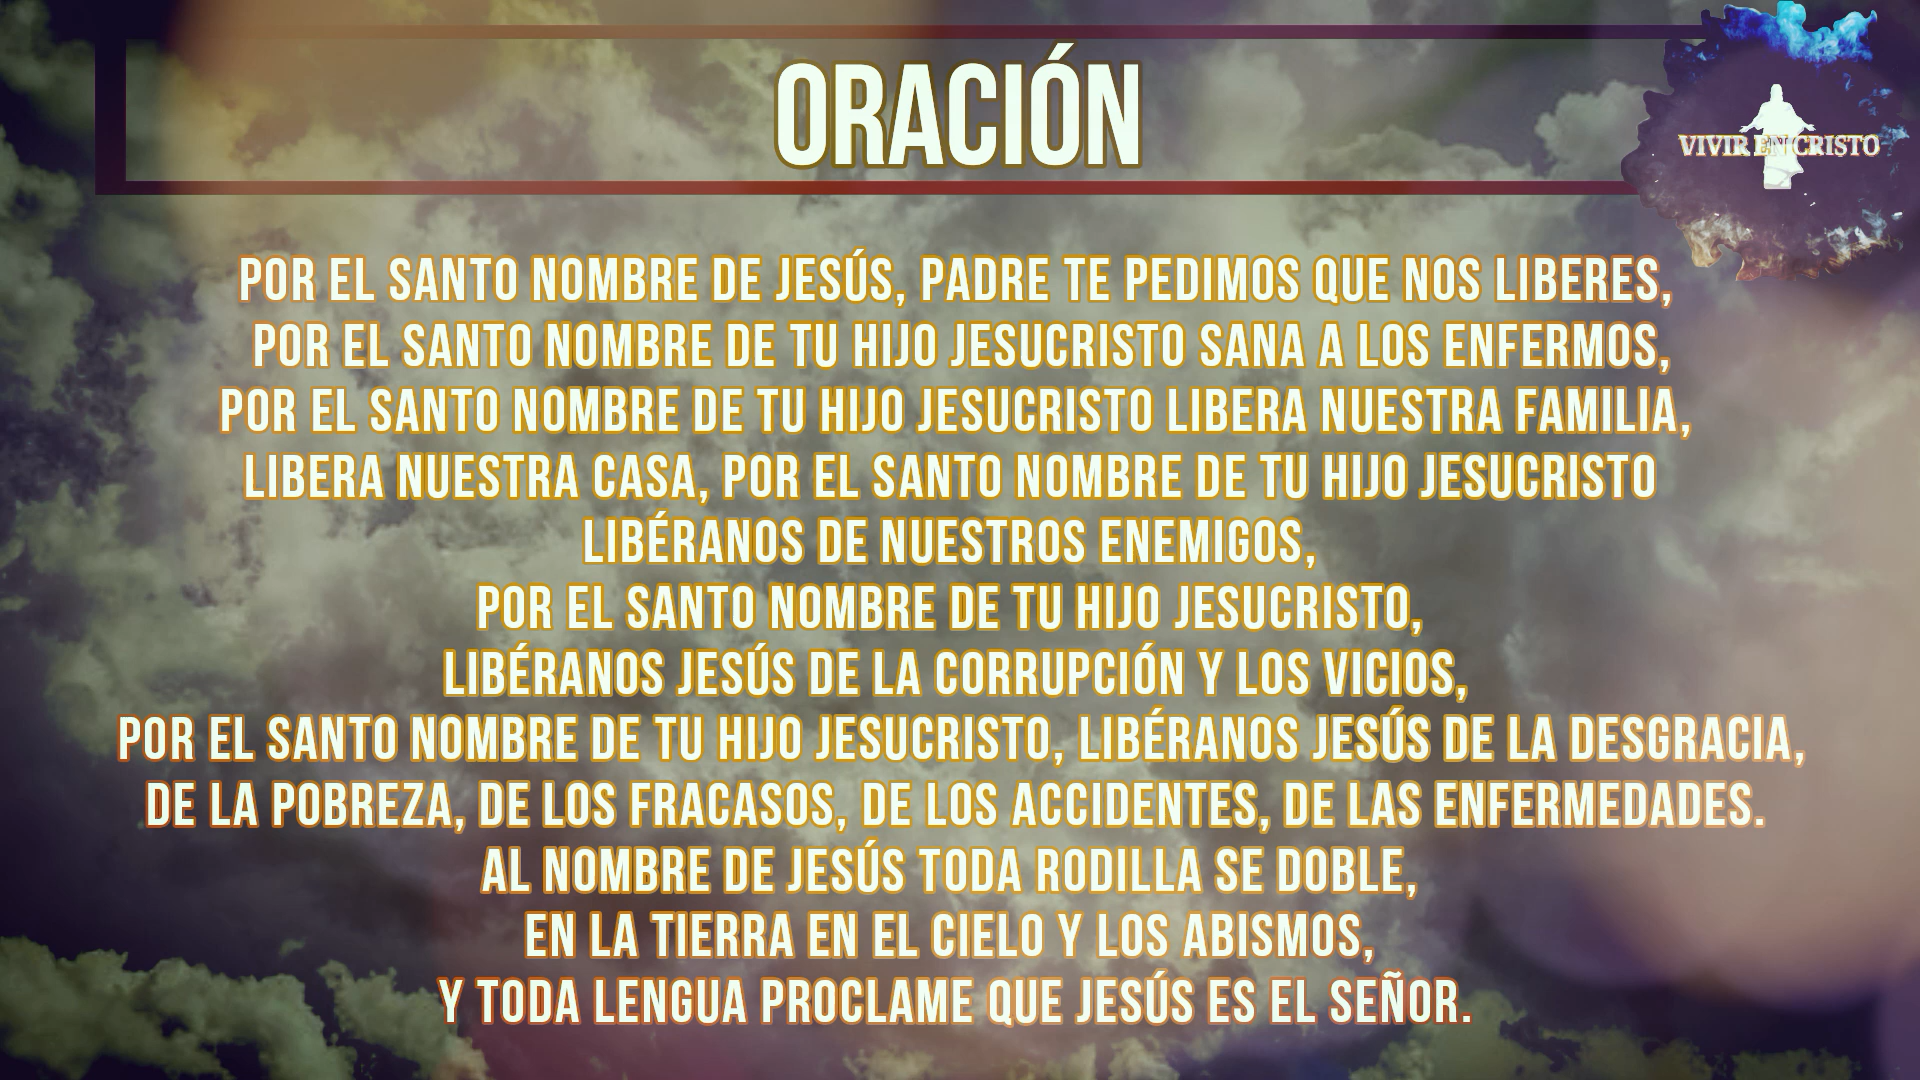 ORACIÓN
VIVIR EN CRISTO
POR EL SANTO NOMBRE DE JESÚS, PADRE TE PEDIMOS QUE NOS LIBERES,
POR EL SANTO NOMBRE DE TU HIJO JESUCRISTO SANA A LOS ENFERMOS,
POR EL SANTO NOMBRE DE TU HIJO JESUCRISTO LIBERA NUESTRA FAMILIA,
LIBERA NUESTRA CASA, POR EL SANTO NOMBRE DE TU HIJO JESUCRISTO
LIBÉRANOS DE NUESTROS ENEMIGOS,
POR EL SANTO NOMBRE DE TU HIJO JESUCRISTO,
LIBÉRANOS JESÚS DE LA CORRUPCIÓN Y LOS VICIOS,
POR EL SANTO NOMBRE DE TU HIJO JESUCRISTO, LIBÉRANOS JESÚS DE LA DESGRACIA,
DE LA POBREZA, DE LOS FRACASOS, DE LOS ACCIDENTES, DE LAS ENFERMEDADES.
AL NOMBRE DE JESÚS TODA RODILLA SE DOBLE,
EN LA TIERRA EN EL CIELO Y LOS ABISMOS,
Y TODA LENGUA PROCLAME QUE JESÚS ES EL SEÑOR.